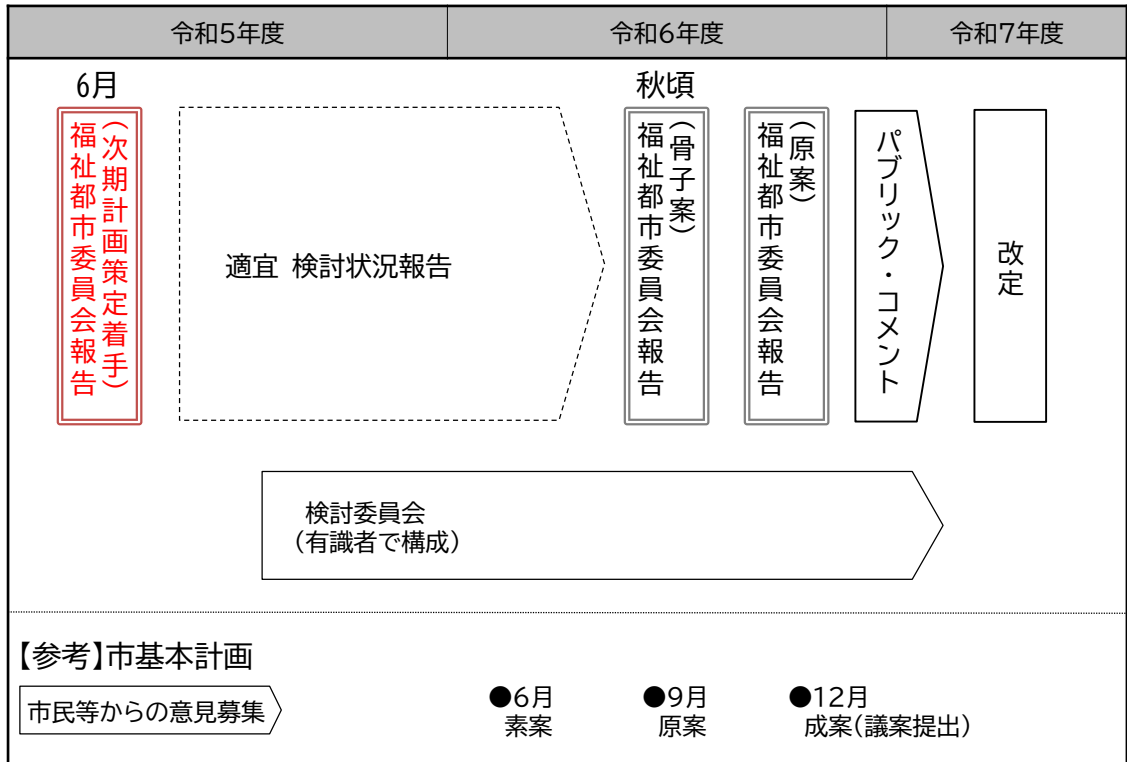 令和5年度
令和6年度
令和7年度
6月
(次期計画策定着手)
福祉都市委員会報告
適宜 検討状況報告
秋頃
(骨子案)
福祉都市委員会報告
(原案)
福祉都市委員会報告
パブリック・コメント
改定
検討委員会
(有識者で構成)
【参考】市基本計画
市民等からの意見募集
●6月
素案
●9月
原案
●12月
成案(議案提出)